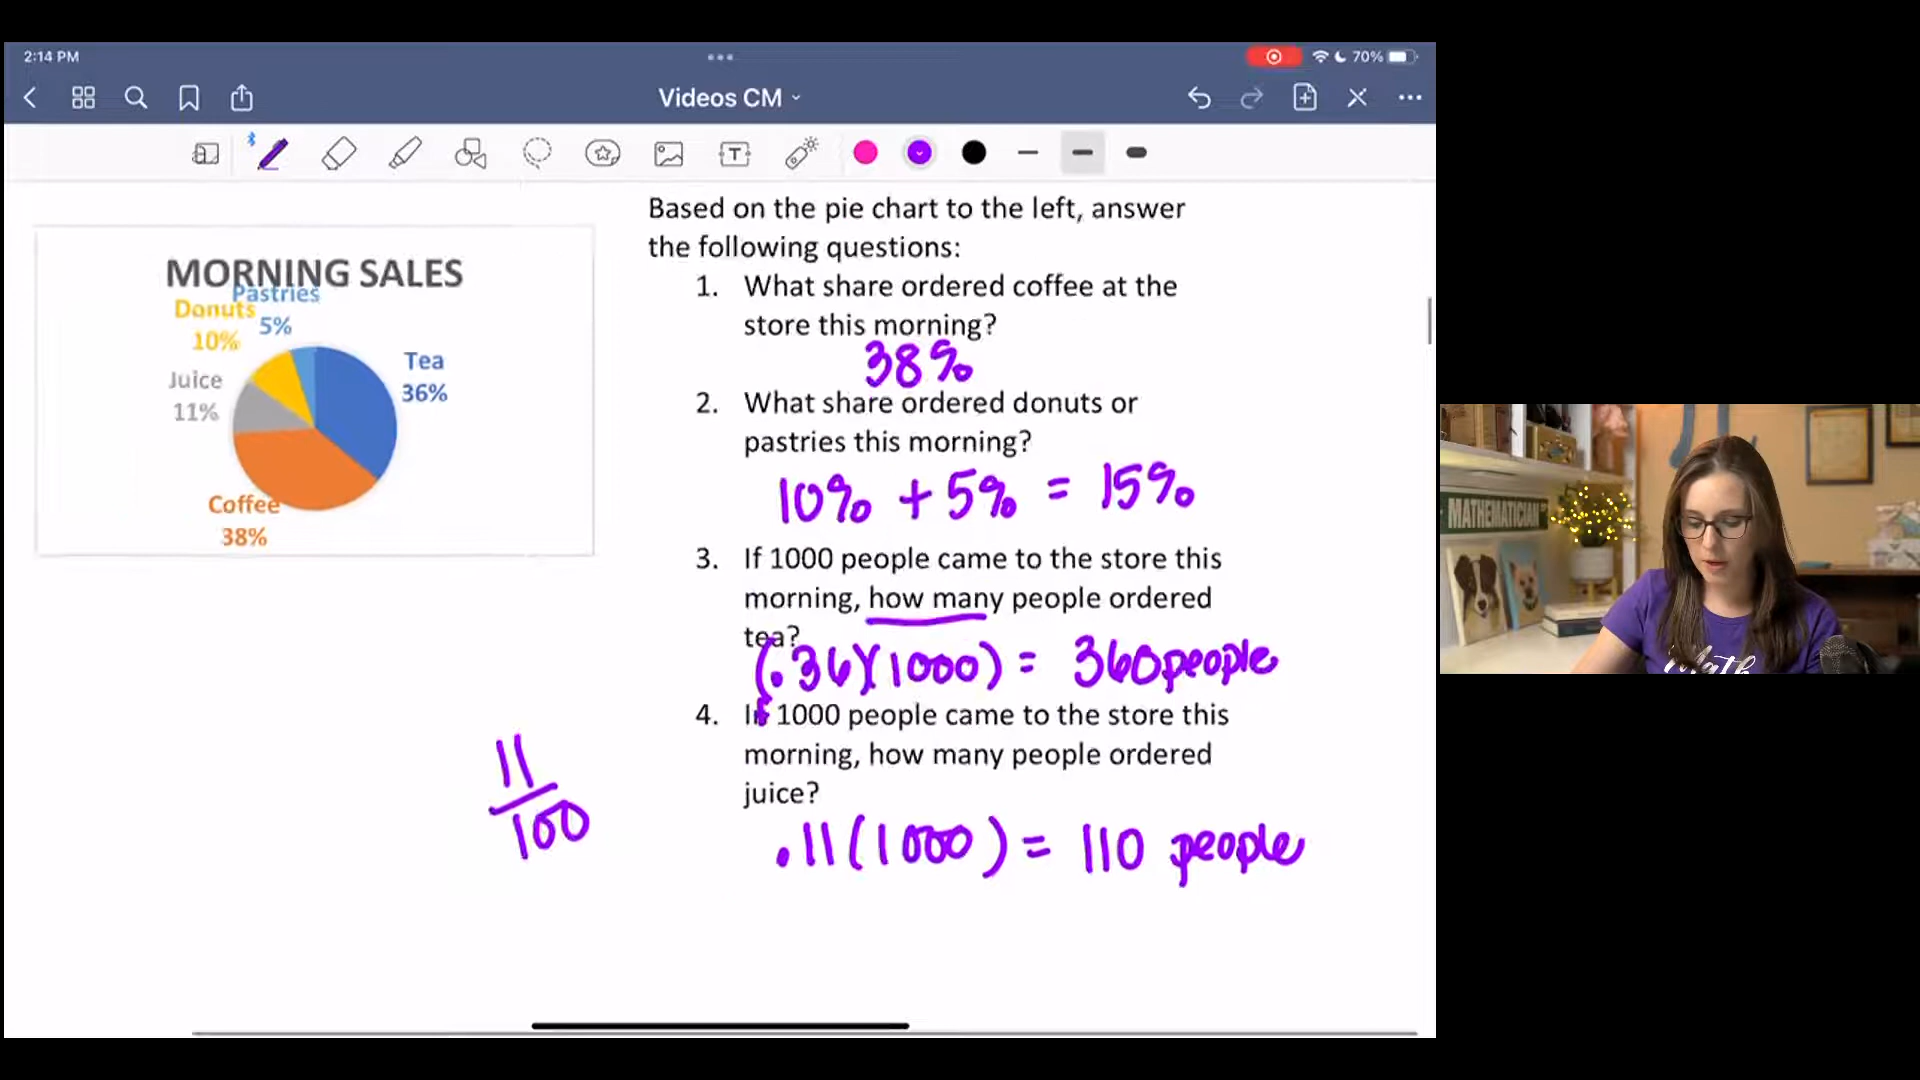 2:14 PM
70%
Videos CM
T
MORNING SALES
Pastries
5%
Donuts
10%
Tea
36%
Juice
11%
Coffee
38%
Based on the pie chart to the left, answer
the following questions:
1. What share ordered coffee at the
store this morning?
38%
2. What share ordered donuts or
pastries this morning?
10% + 5% = 15%
3. If 1000 people came to the store this
morning, how many people ordered
tea?
(.36)(1000) = 360 people
4. If 1000 people came to the store this
morning, how many people ordered
juice?
11
100
.11(1000) = 110 people
MATHEMATICIAN
Math